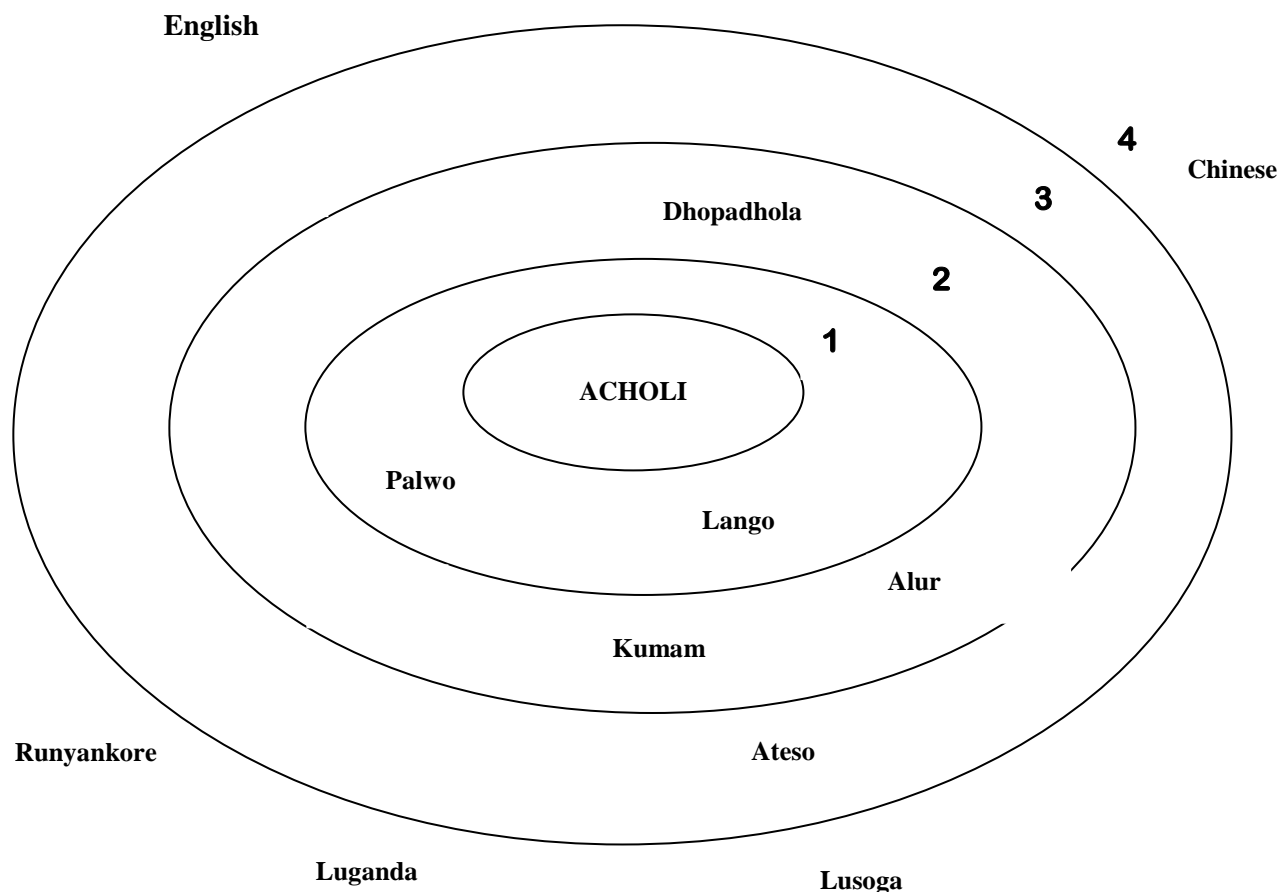 English
4
Chinese
3
Dhopadhola
2
1
ACHOLI
Palwo
Lango
Alur
Kumam
Runyankore
Ateso
Luganda
Lusoga